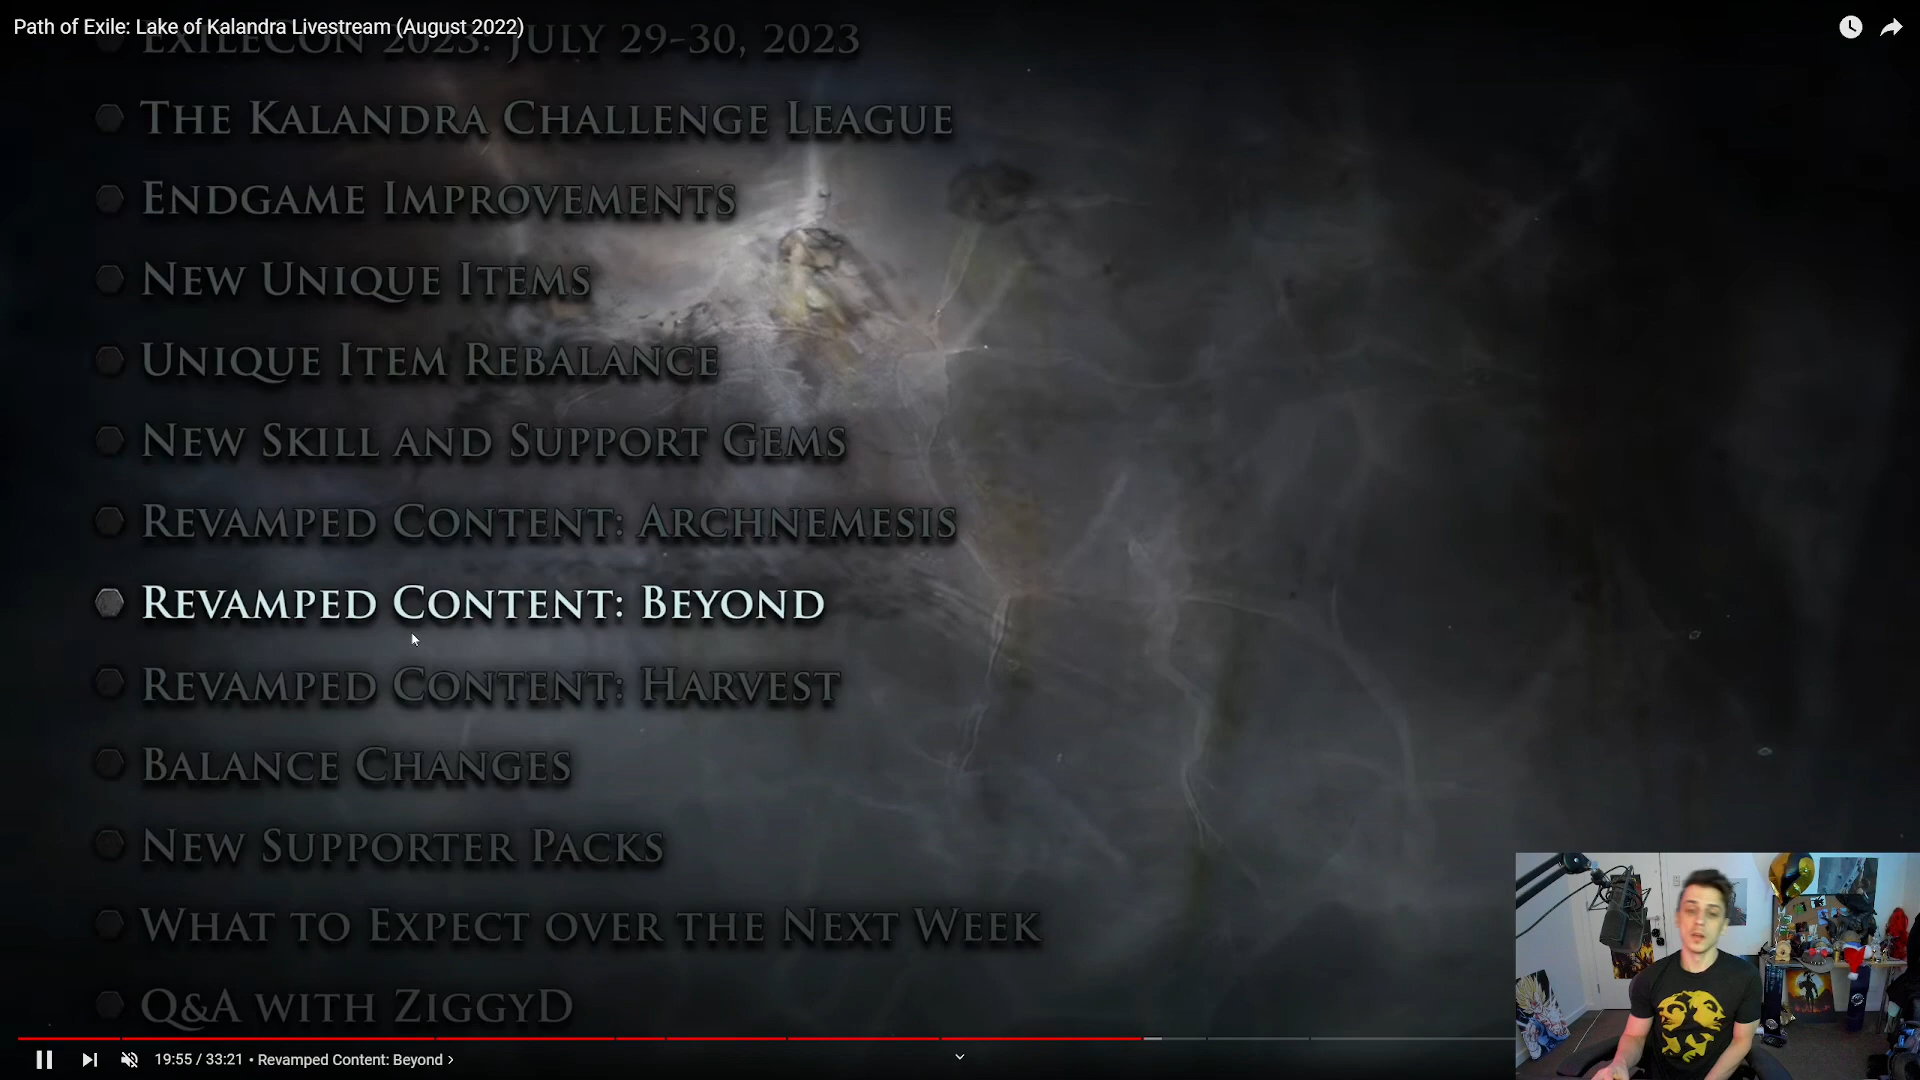 Path of Exile: Lake of Kalandra Livestream (August 2022)
ExileCon 2023: July 29-30, 2023
The Kalandra Challenge League
Endgame Improvements
New Unique Items
Unique Item Rebalance
New Skill and Support Gems
Revamped Content: Archnemesis
Revamped Content: Beyond
Revamped Content: Harvest
Balance Changes
New Supporter Packs
What to Expect over the Next Week
Q&A with ZiggyD
19:55 / 33:21 • Revamped Content: Beyond